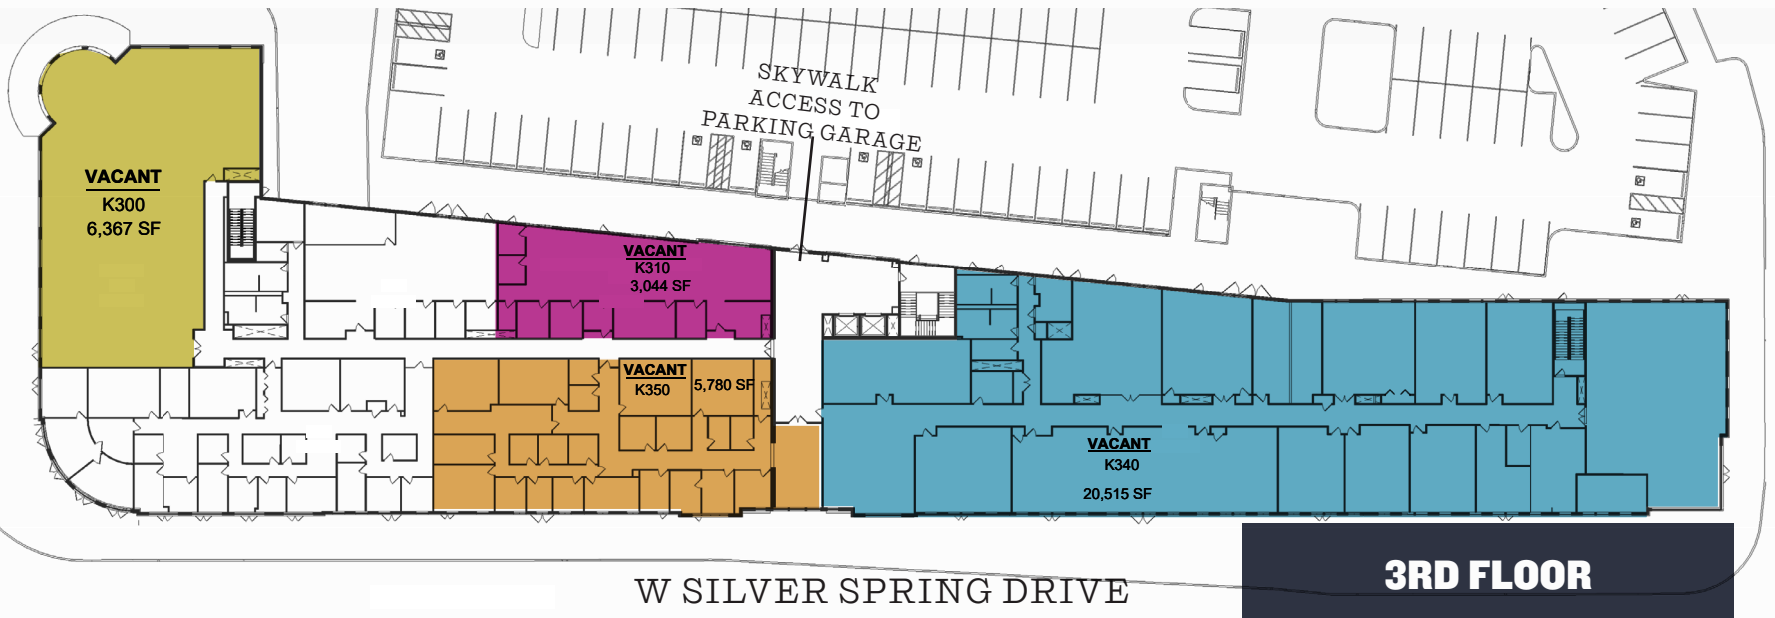 SKYWALK
ACCESS TO
PARKING GARAGE
VACANT
K300
6,367 SF
VACANT
K310
3,044 SF
VACANT
K350
5,780 SF
VACANT
K340
20,515 SF
3RD FLOOR
W SILVER SPRING DRIVE